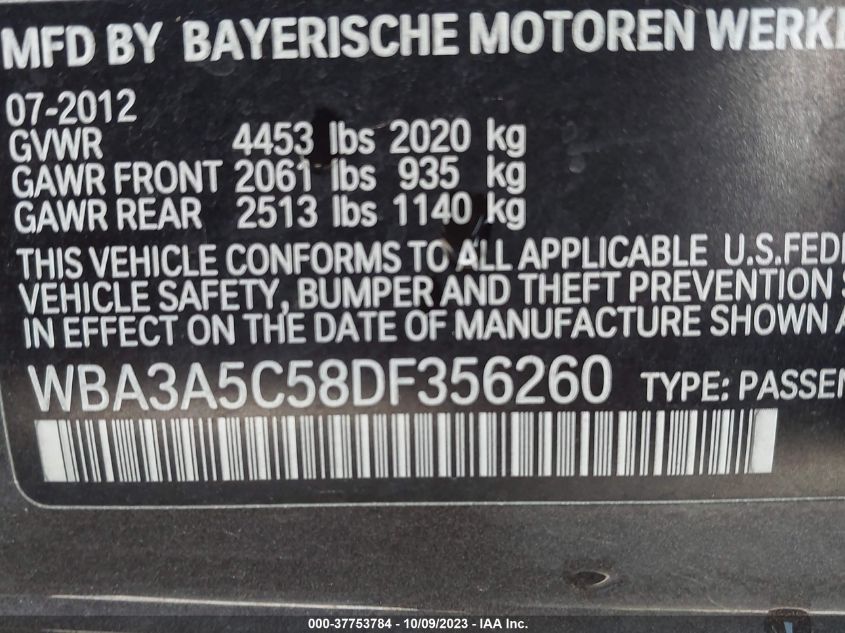 MFD BY BAYERISCHE MOTOREN WERKE
07-2012
GVWR 4453 lbs 2020 kg
GAWR FRONT 2061 lbs 935 kg
GAWR REAR 2513 lbs 1140 kg
THIS VEHICLE CONFORMS TO ALL APPLICABLE U.S.FEDE
VEHICLE SAFETY, BUMPER AND THEFT PREVENTION S
IN EFFECT ON THE DATE OF MANUFACTURE SHOWN A
WBA3A5C58DF356260 TYPE: PASSEN
000-37753784 - 10/09/2023 - IAA Inc.